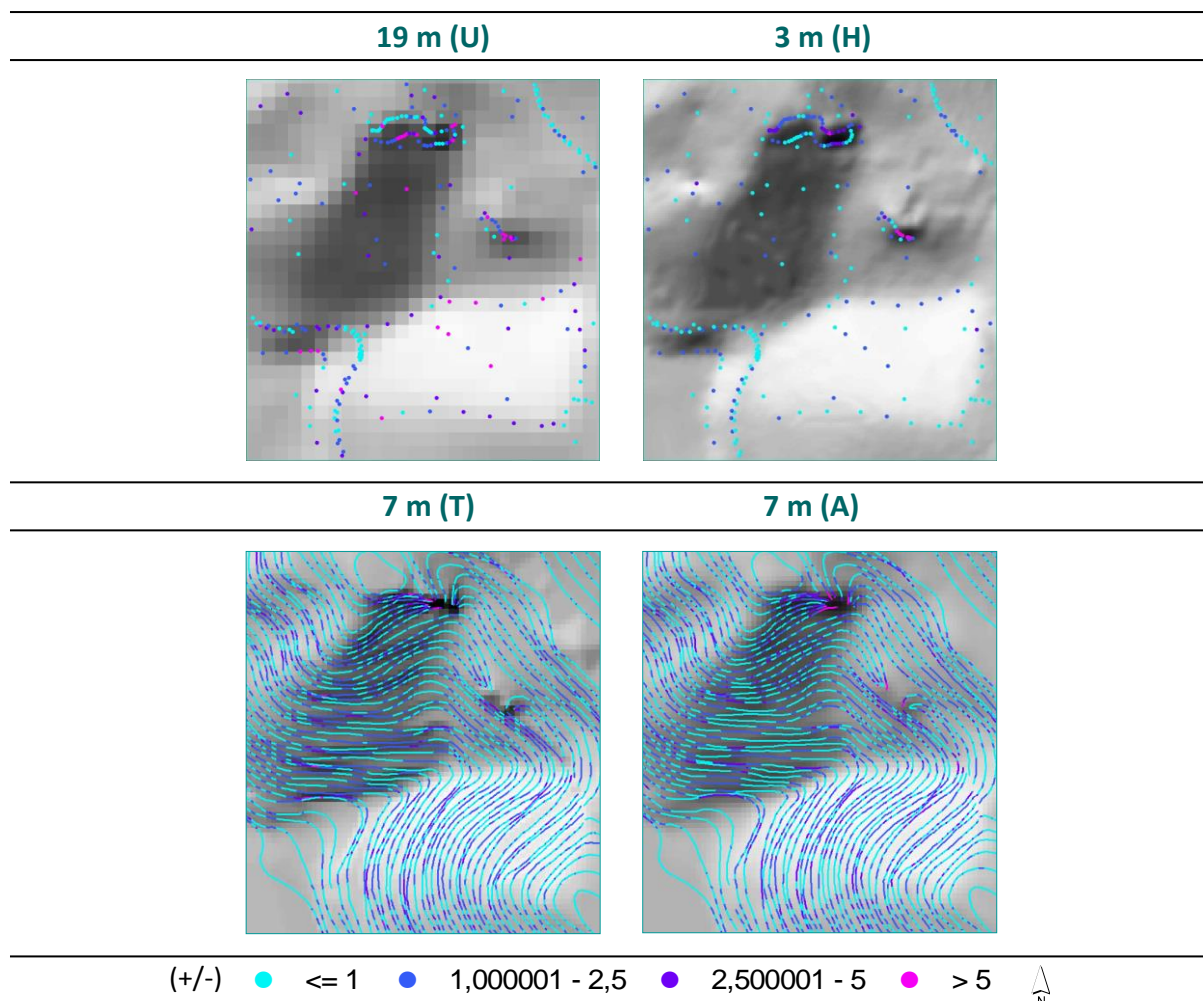 19 m (U) 3 m (H)
7 m (T) 7 m (A)
(+/-) <= 1 1,000001 - 2,5 2,500001 - 5 > 5
N